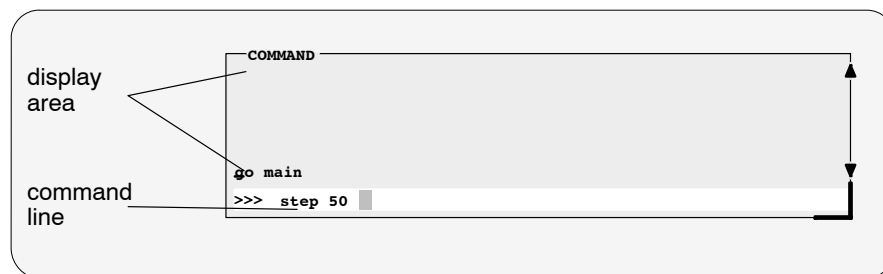 COMMAND
display
area
go main
command
line
>>> step 50